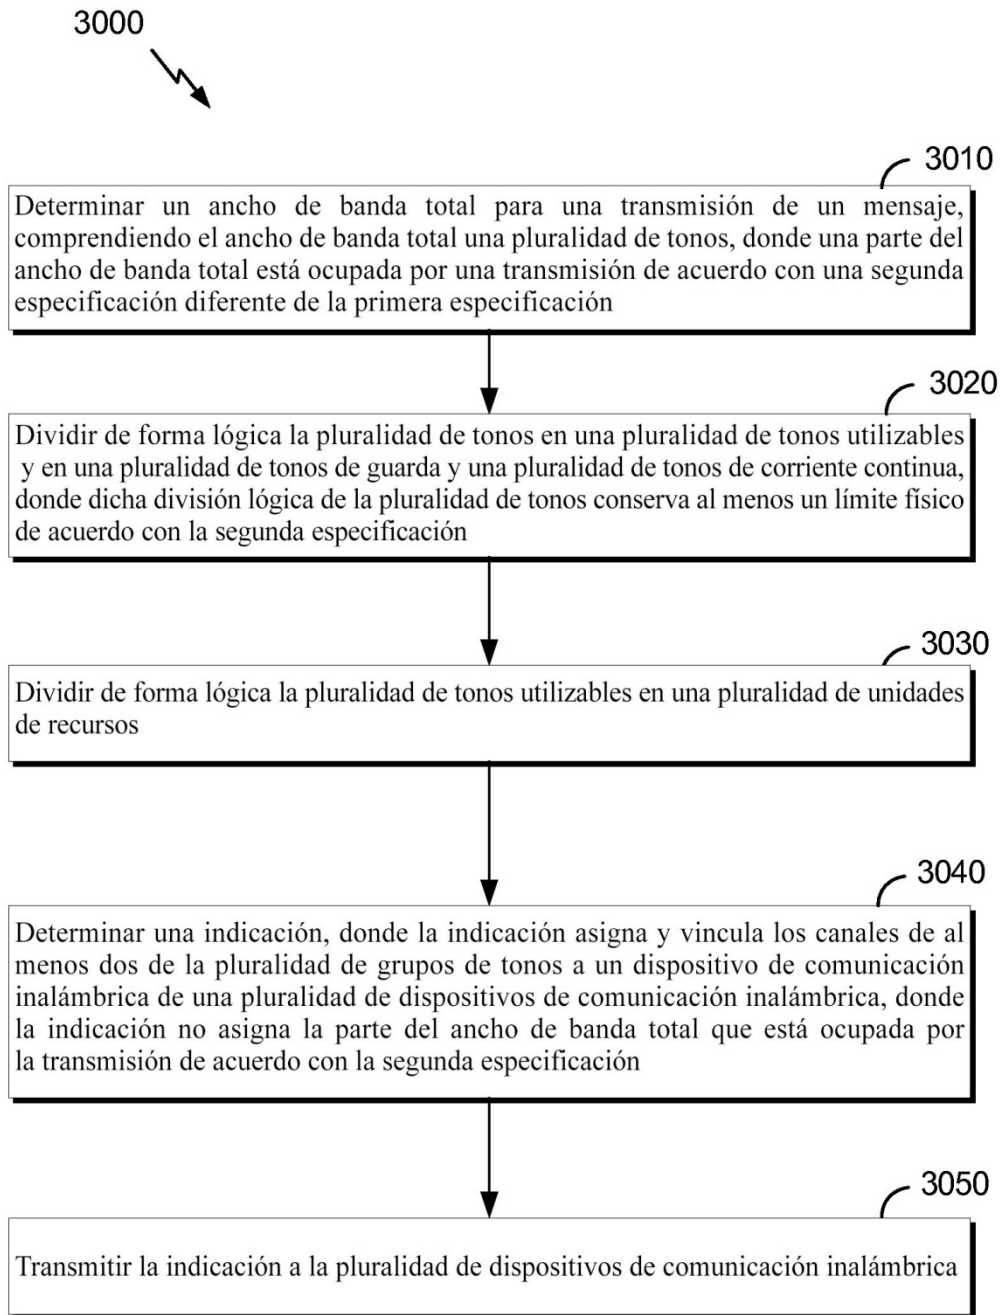 3000
3010
Determinar un ancho de banda total para una transmisión de un mensaje,
comprendiendo el ancho de banda total una pluralidad de tonos, donde una parte del
ancho de banda total está ocupada por una transmisión de acuerdo con una segunda
especificación diferente de la primera especificación
3020
Dividir de forma lógica la pluralidad de tonos en una pluralidad de tonos utilizables
y en una pluralidad de tonos de guarda y una pluralidad de tonos de corriente continua,
donde dicha división lógica de la pluralidad de tonos conserva al menos un límite físico
de acuerdo con la segunda especificación
3030
Dividir de forma lógica la pluralidad de tonos utilizables en una pluralidad de unidades
de recursos
3040
Determinar una indicación, donde la indicación asigna y vincula los canales de al
menos dos de la pluralidad de grupos de tonos a un dispositivo de comunicación
inalámbrica de una pluralidad de dispositivos de comunicación inalámbrica, donde
la indicación no asigna la parte del ancho de banda total que está ocupada por
la transmisión de acuerdo con la segunda especificación
3050
Transmitir la indicación a la pluralidad de dispositivos de comunicación inalámbrica